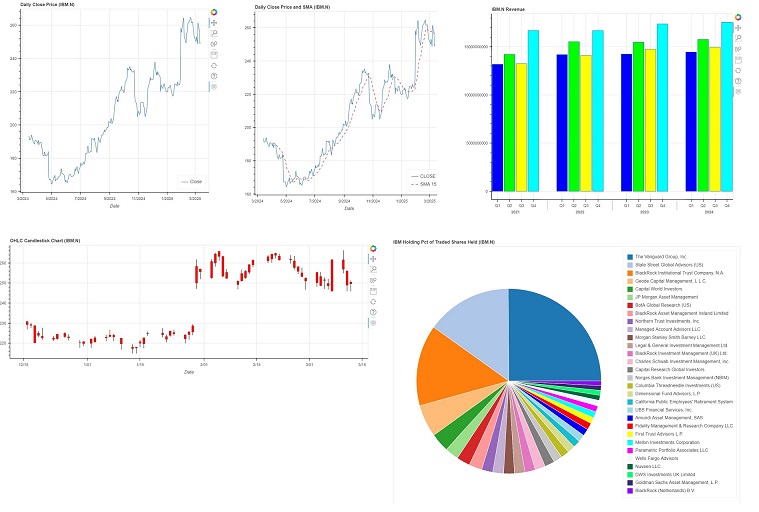 Daily Close Price (IBM.N)
260
240
220
200
180
160
Close
3/2024
5/2024
7/2024
9/2024
11/2024
1/2025
3/2025
Date
Daily Close Price and SMA (IBM.N)
260
240
220
200
180
160
CLOSE
SMA 15
3/2024
5/2024
7/2024
9/2024
11/2024
1/2025
3/2025
Date
IBM.N Revenue
15000000000
10000000000
5000000000
0
Q1 Q2 Q3 Q4 Q1 Q2 Q3 Q4 Q1 Q2 Q3 Q4 Q1 Q2 Q3 Q4
2021 2022 2023 2024
OHLC Candlestick Chart (IBM.N)
260
250
240
230
220
12/15 1/01 1/15 2/01 2/15 3/01 3/15
Date
IBM Holding Pct of Traded Shares Held (IBM.N)
The Vanguard Group, Inc.
State Street Global Advisors (US)
BlackRock Institutional Trust Company, N.A.
Geode Capital Management, L.L.C.
Capital World Investors
JP Morgan Asset Management
BofA Global Research (US)
BlackRock Asset Management Ireland Limited
Northern Trust Investments, Inc.
Managed Account Advisors LLC
Morgan Stanley Smith Barney LLC
Legal & General Investment Management Ltd.
BlackRock Investment Management (UK) Ltd.
Charles Schwab Investment Management, Inc.
Capital Research Global Investors
Norges Bank Investment Management (NBIM)
Columbia Threadneedle Investments (US)
Dimensional Fund Advisors, L.P.
California Public Employees' Retirement System
UBS Financial Services, Inc.
Amundi Asset Management, SAS
Fidelity Management & Research Company LLC
First Trust Advisors L.P.
Mellon Investments Corporation
Parametric Portfolio Associates LLC
Wells Fargo Advisors
Nuveen LLC
DWS Investments UK Limited
Goldman Sachs Asset Management, L.P.
BlackRock (Netherlands) B.V.